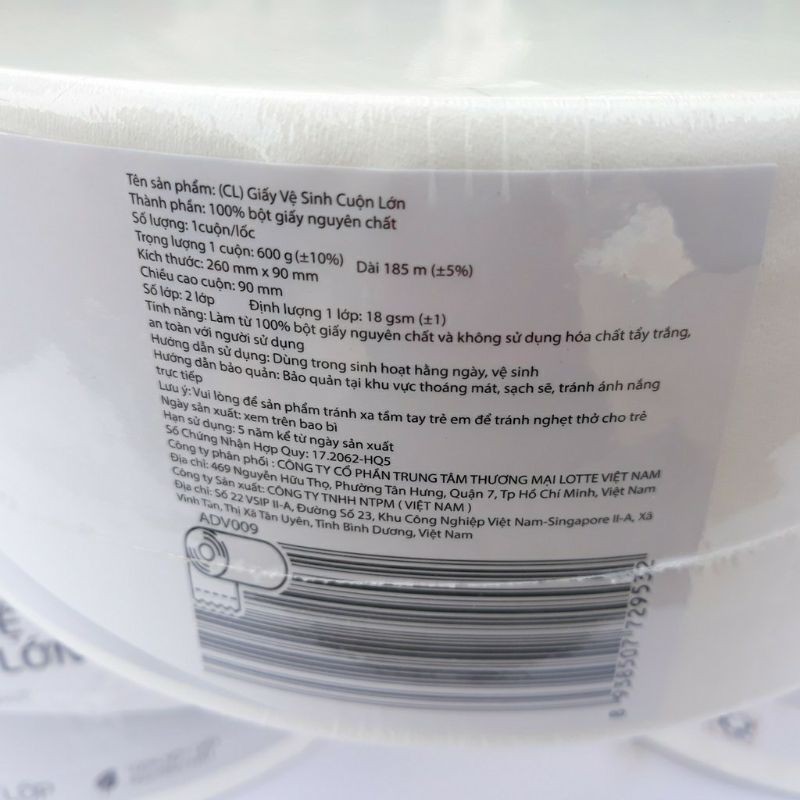 Tên sản phẩm: (CL) Giấy Vệ Sinh Cuộn Lớn
Thành phần: 100% bột giấy nguyên chất
Số lượng: 1cuộn/lốc
Trọng lượng 1 cuộn: 600 g (±10%) Dài 185 m (±5%)
Kích thước: 260 mm x 90 mm
Chiều cao cuộn: 90 mm
Số lớp: 2 lớp Định lượng 1 lớp: 18 gsm (±1)
Tính năng: Làm từ 100% bột giấy nguyên chất và không sử dụng hóa chất tẩy trắng,
an toàn với người sử dụng
Hướng dẫn sử dụng: Dùng trong sinh hoạt hằng ngày, vệ sinh
Hướng dẫn bảo quản: Bảo quản tại khu vực thoáng mát, sạch sẽ, tránh ánh nắng
trực tiếp
Lưu ý: Vui lòng để sản phẩm tránh xa tầm tay trẻ em để tránh nghẹt thở cho trẻ
Ngày sản xuất: xem trên bao bì
Hạn sử dụng: 5 năm kể từ ngày sản xuất
Số Chứng Nhận Hợp Quy: 17.2062-HQ5
Công ty phân phối : CÔNG TY CỔ PHẦN TRUNG TÂM THƯƠNG MẠI LOTTE VIỆT NAM
Địa chỉ: 469 Nguyễn Hữu Thọ, Phường Tân Hưng, Quận 7, Tp Hồ Chí Minh, Việt Nam
Công ty Sản xuất: CÔNG TY TNHH NTPM ( VIỆT NAM )
Địa chỉ: Số 22 VSIP II-A, Đường Số 23, Khu Công Nghiệp Việt Nam-Singapore II-A, Xã
Vĩnh Tân, Thị Xã Tân Uyên, Tỉnh Bình Dương, Việt Nam
ADV009
8 938507 729532
LỚN
LỚP